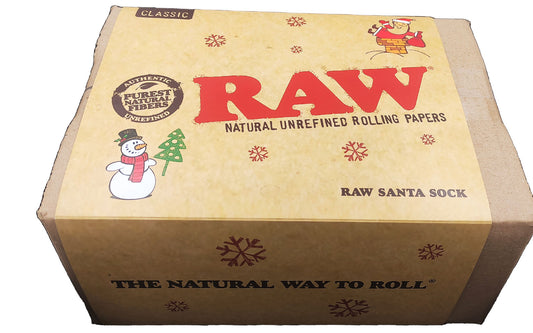 CLASSIC
AUTHENTIC
PUREST
NATURAL
FIBERS
UNREFINED
RAW
NATURAL UNREFINED ROLLING PAPERS
RAW SANTA SOCK
THE NATURAL WAY TO ROLL®